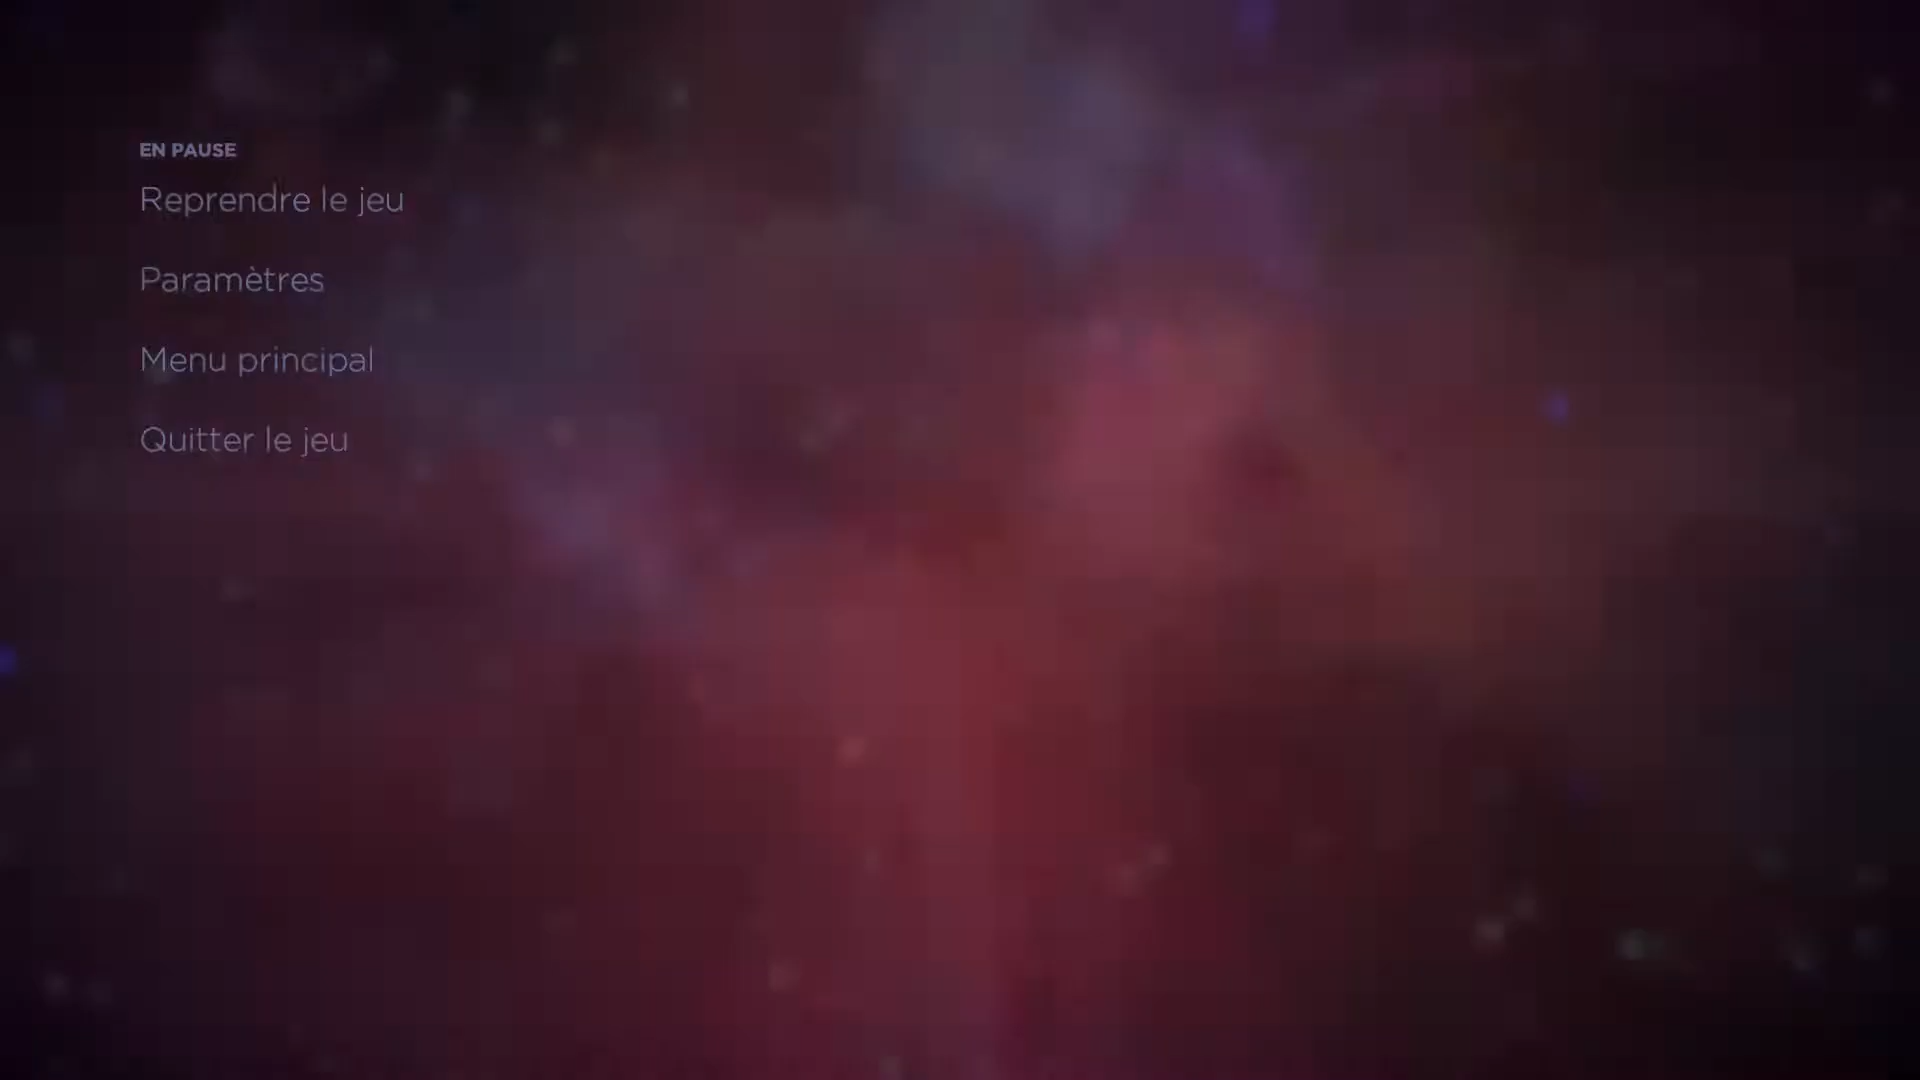 EN PAUSE
Reprendre le jeu
Paramètres
Menu principal
Quitter le jeu